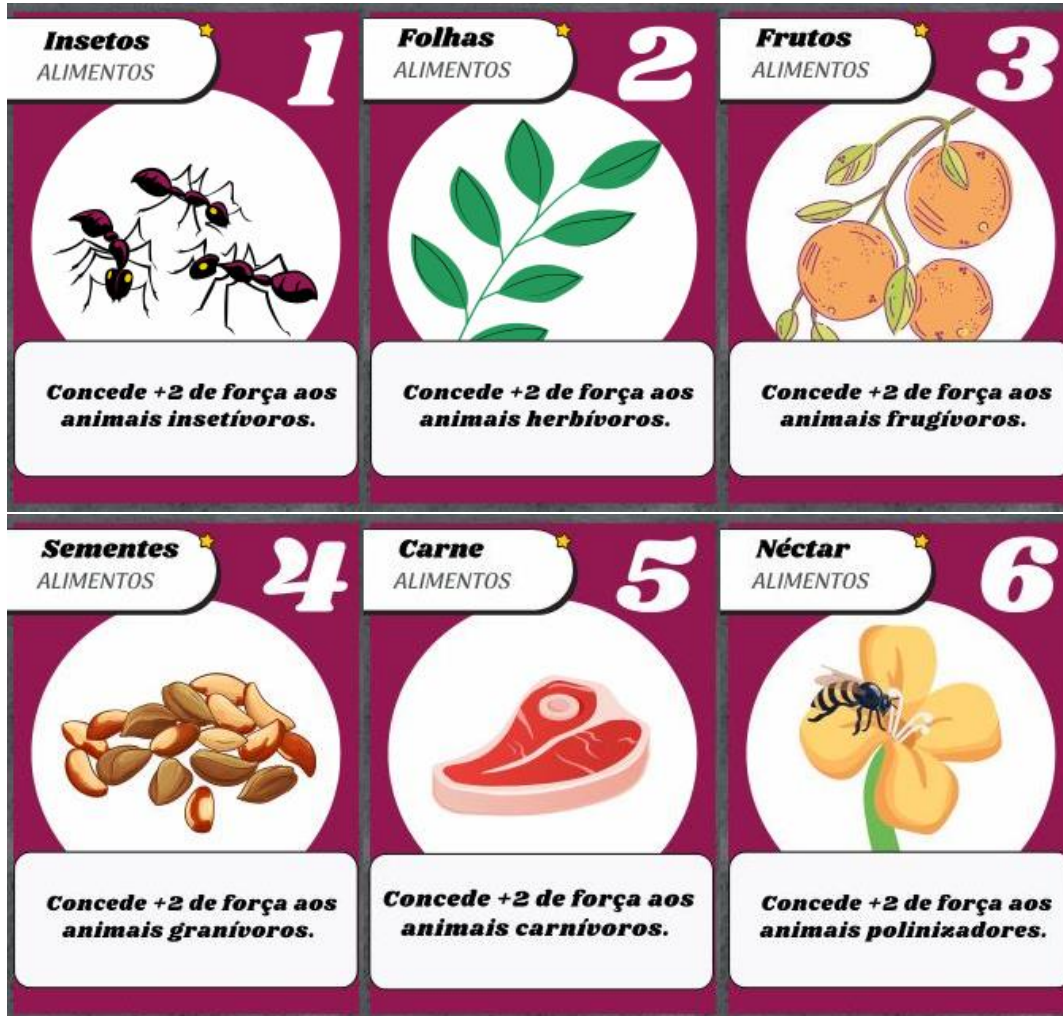 Insetos
ALIMENTOS
1
Concede +2 de força aos
animais insetívoros.
Folhas
ALIMENTOS
2
Concede +2 de força aos
animais herbívoros.
Frutos
ALIMENTOS
3
Concede +2 de força aos
animais frugívoros.
Sementes
ALIMENTOS
4
Concede +2 de força aos
animais granívoros.
Carne
ALIMENTOS
5
Concede +2 de força aos
animais carnívoros.
Néctar
ALIMENTOS
6
Concede +2 de força aos
animais polinizadores.